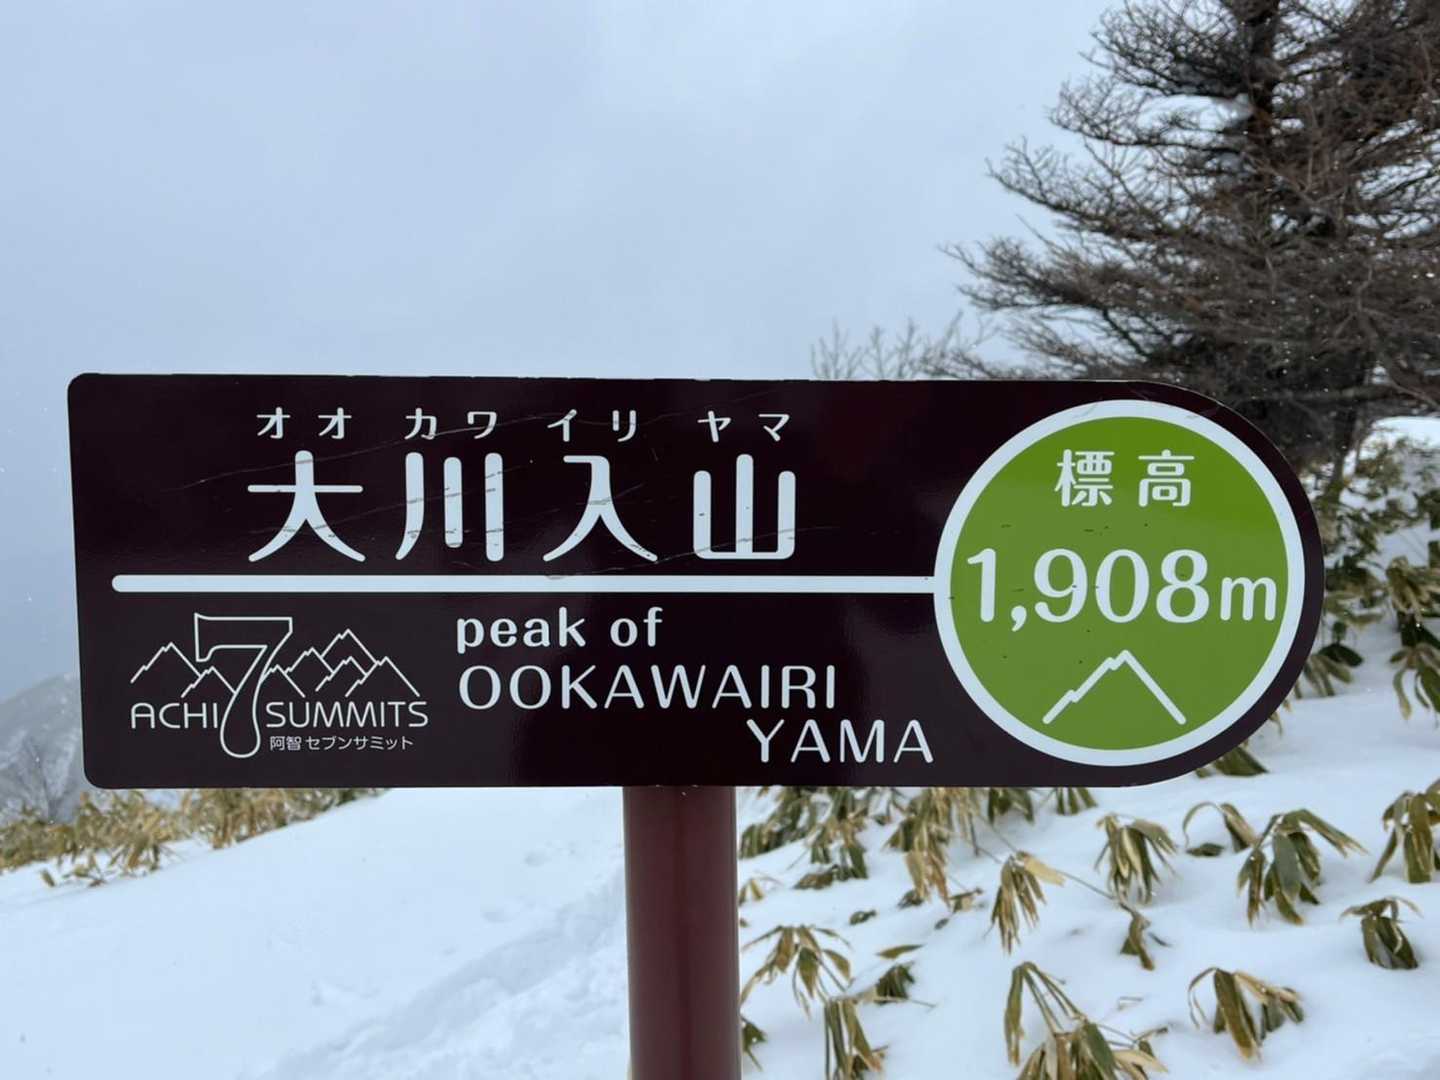 オオ カワ イリ ヤマ
大川入山
標高
1,908m
peak of
OOKAWAIRI
YAMA
ACHI 7 SUMMITS
阿智セブンサミット